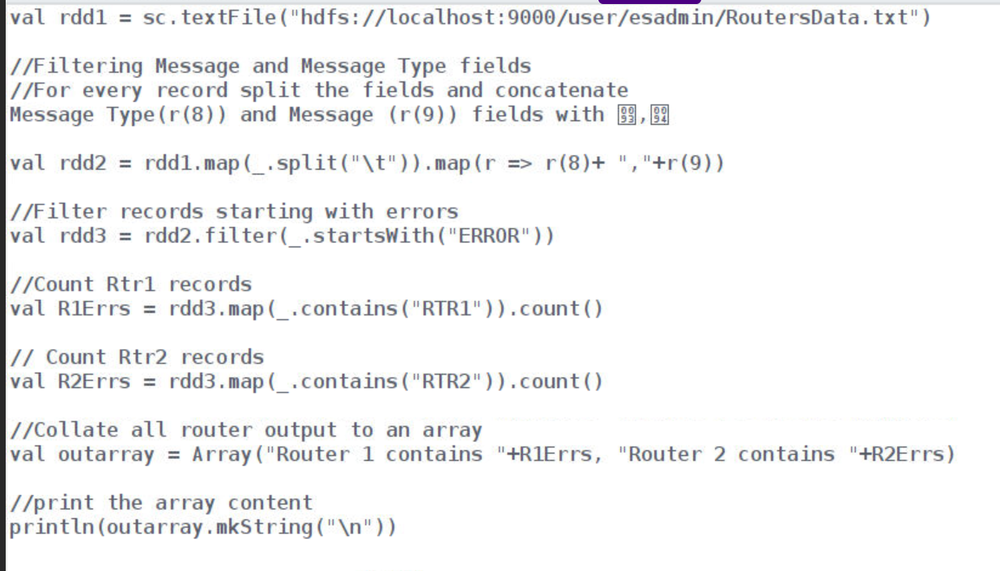 val rdd1 = sc.textFile("hdfs://localhost:9000/user/esadmin/RoutersData.txt")
//Filtering Message and Message Type fields
//For every record split the fields and concatenate
Message Type(r(8)) and Message (r(9)) fields with ,
val rdd2 = rdd1.map(_.split("\t")).map(r => r(8)+ ","+r(9))
//Filter records starting with errors
val rdd3 = rdd2.filter(_.startsWith("ERROR"))
//Count Rtr1 records
val R1Errs = rdd3.map(_.contains("RTR1")).count()
// Count Rtr2 records
val R2Errs = rdd3.map(_.contains("RTR2")).count()
//Collate all router output to an array
val outarray = Array("Router 1 contains "+R1Errs, "Router 2 contains "+R2Errs)
//print the array content
println(outarray.mkString("\n"))